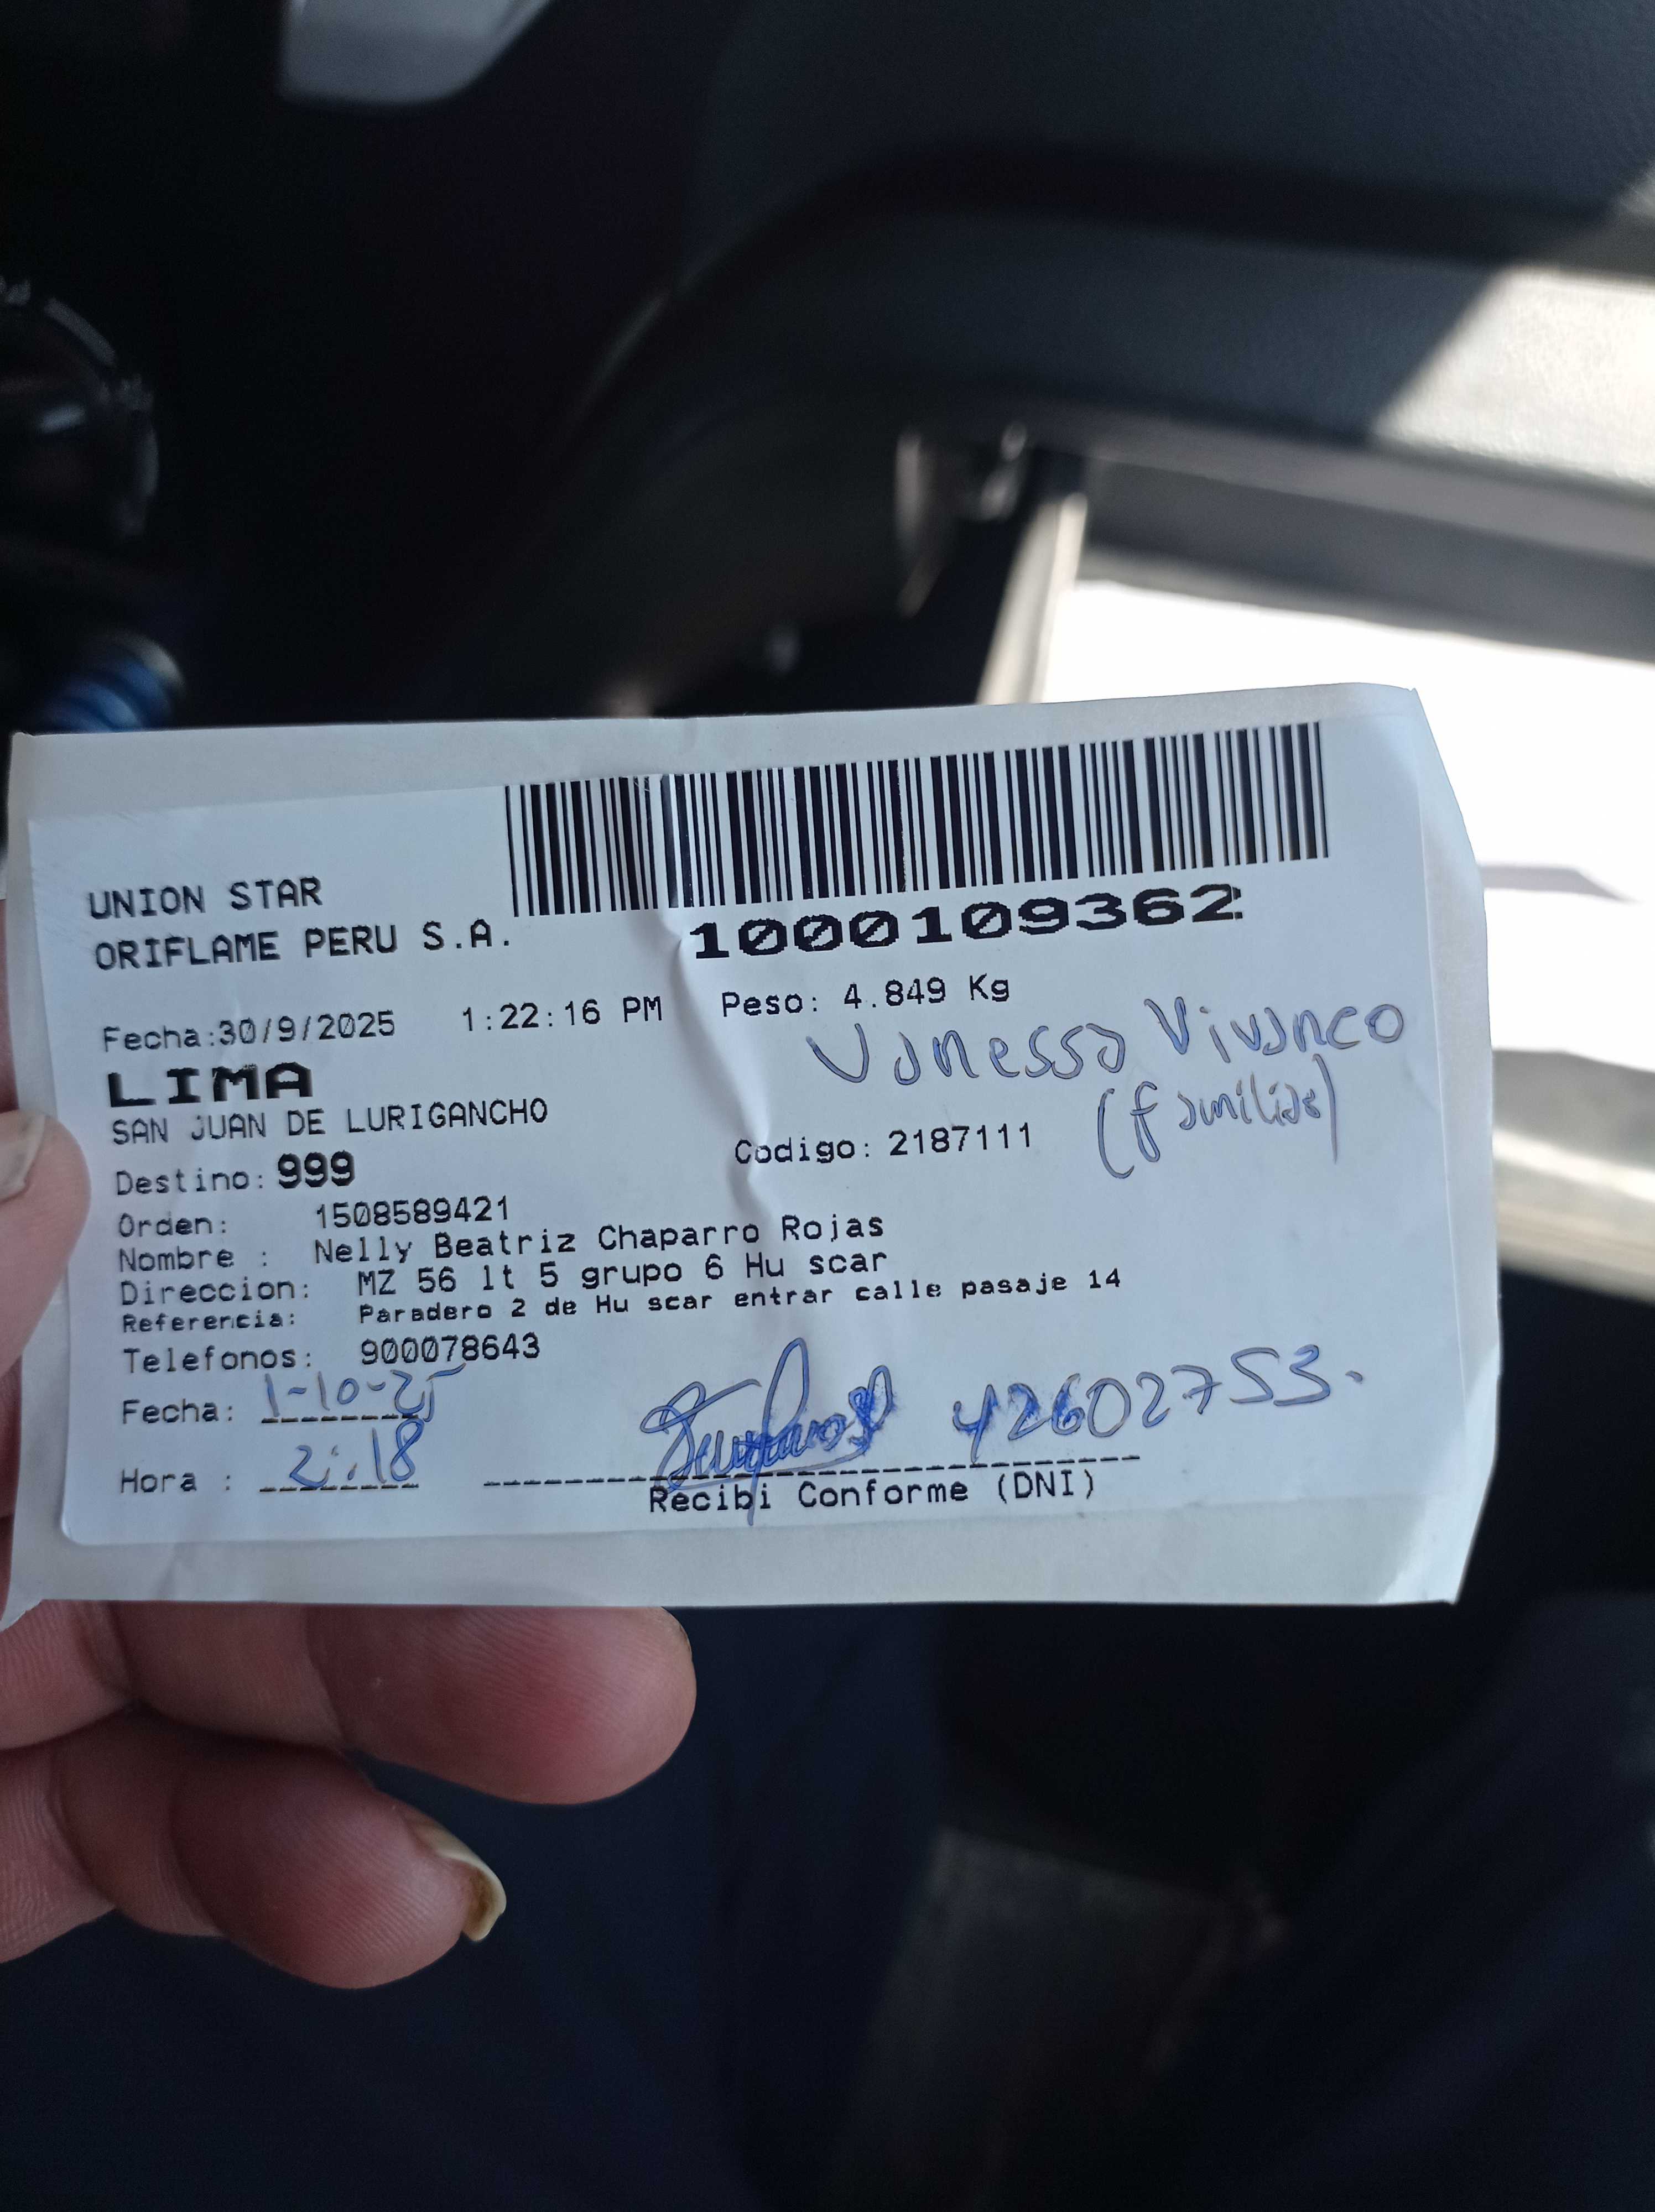 UNION STAR
ORIFLAME PERU S.A.
1000109362
Fecha:30/9/2025 1:22:16 PM Peso: 4.849 Kg
Vanessa Vivanco
LIMA
(familiar)
SAN JUAN DE LURIGANCHO
Codigo: 2187111
Destino: 999
Orden: 1508589421
Nombre : Nelly Beatriz Chaparro Rojas
Direccion: MZ 56 lt 5 grupo 6 Hu scar
Referencia: Paradero 2 de Hu scar entrar calle pasaje 14
Telefonos: 900078643
Fecha: 1-10-25
42602753.
Hora : 2:18
Recibi Conforme (DNI)